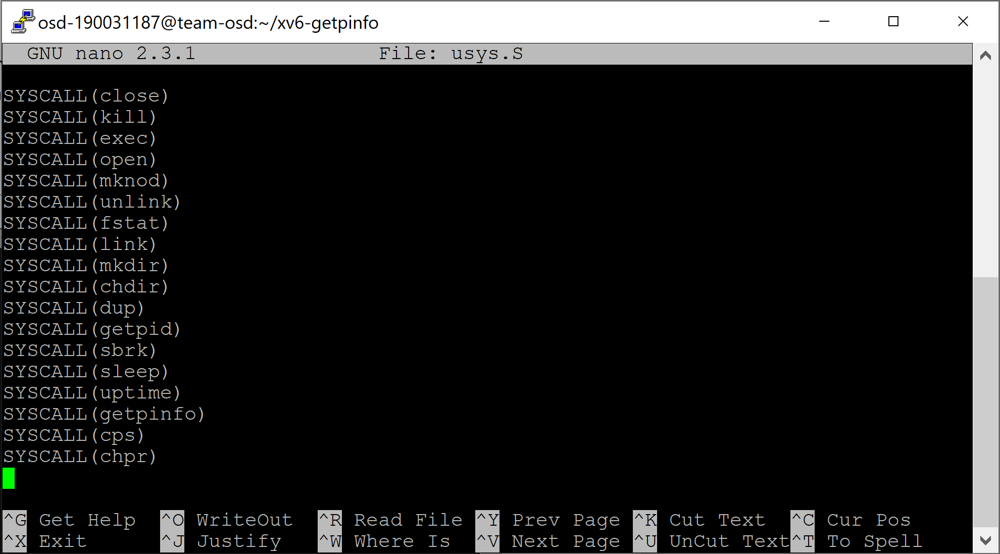 osd-190031187@team-osd:~/xv6-getpinfo
GNU nano 2.3.1 File: usys.S
SYSCALL(close)
SYSCALL(kill)
SYSCALL(exec)
SYSCALL(open)
SYSCALL(mknod)
SYSCALL(unlink)
SYSCALL(fstat)
SYSCALL(link)
SYSCALL(mkdir)
SYSCALL(chdir)
SYSCALL(dup)
SYSCALL(getpid)
SYSCALL(sbrk)
SYSCALL(sleep)
SYSCALL(uptime)
SYSCALL(getpinfo)
SYSCALL(cps)
SYSCALL(chpr)
^G Get Help ^O WriteOut ^R Read File ^Y Prev Page ^K Cut Text ^C Cur Pos
^X Exit ^J Justify ^W Where Is ^V Next Page ^U UnCut Text^T To Spell